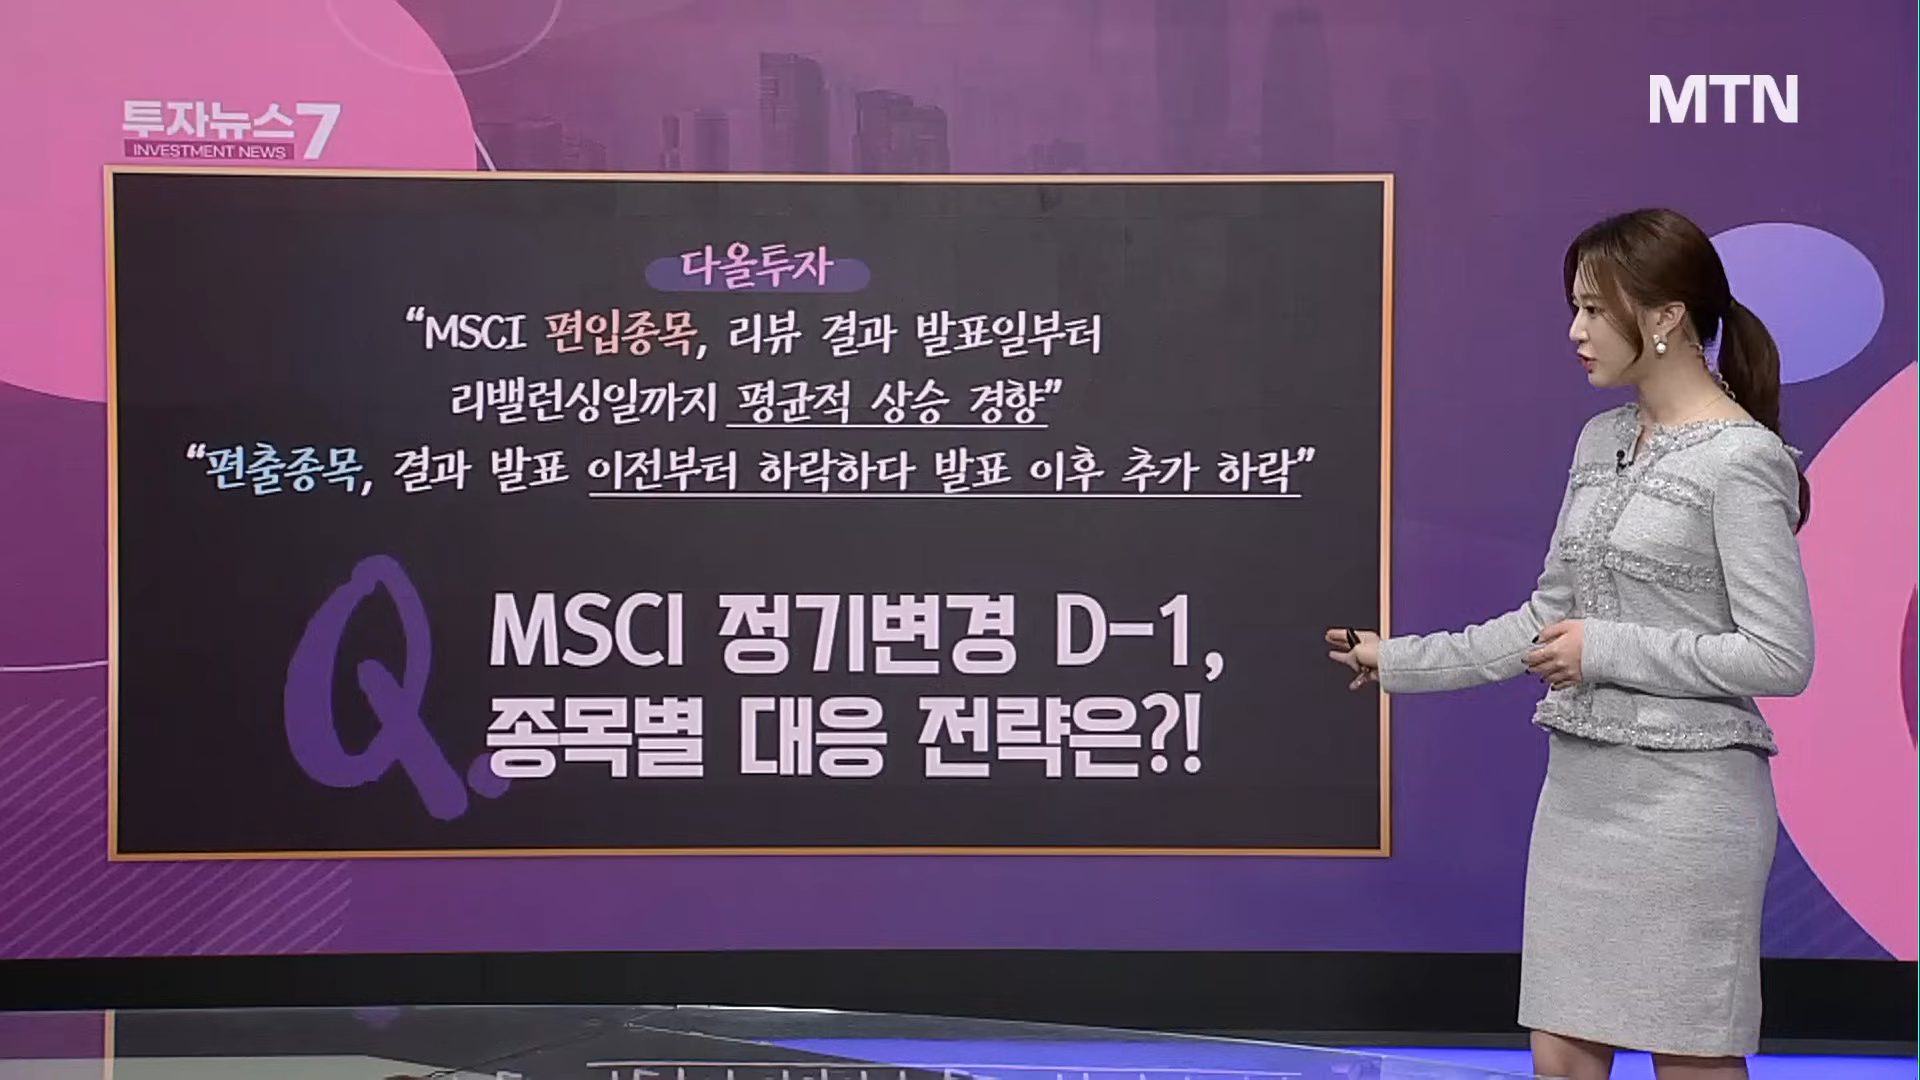 투자뉴스7
INVESTMENT NEWS
MTN
다올투자
“MSCI 편입종목, 리뷰 결과 발표일부터
리밸런싱일까지 평균적 상승 경향”
“편출종목, 결과 발표 이전부터 하락하다 발표 이후 추가 하락”
Q.
MSCI 정기변경 D-1,
종목별 대응 전략은?!